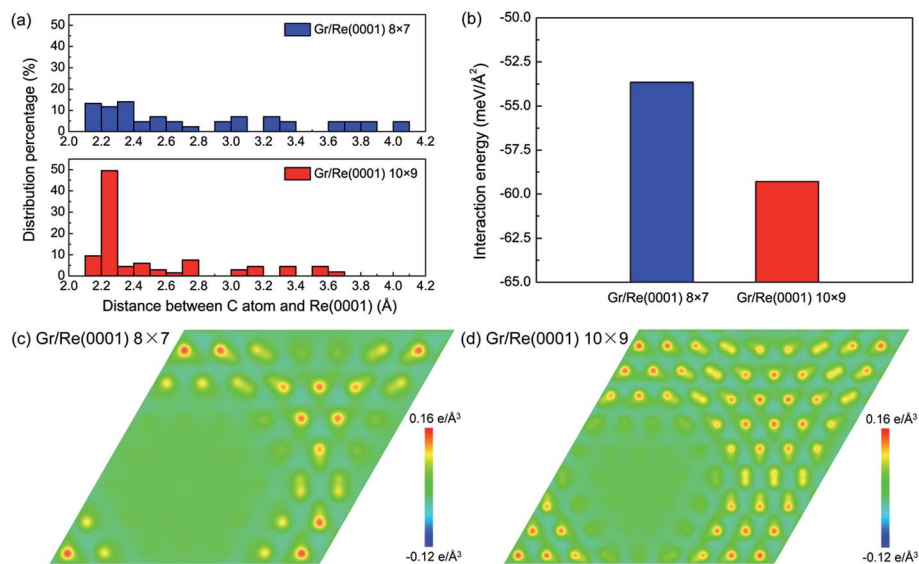 (a)
Distribution percentage (%)
50
40
30
20
10
0
Gr/Re(0001) 8×7
2.0 2.2 2.4 2.6 2.8 3.0 3.2 3.4 3.6 3.8 4.0 4.2
50
40
30
20
10
0
Gr/Re(0001) 10×9
2.0 2.2 2.4 2.6 2.8 3.0 3.2 3.4 3.6 3.8 4.0 4.2
Distance between C atom and Re(0001) (Å)
(b)
Interaction energy (meV/Å²)
-50.0
-52.5
-55.0
-57.5
-60.0
-62.5
-65.0
Gr/Re(0001) 8×7 Gr/Re(0001) 10×9
(c) Gr/Re(0001) 8×7
0.16 e/Å³
-0.12 e/Å³
(d) Gr/Re(0001) 10×9
0.16 e/Å³
-0.12 e/Å³